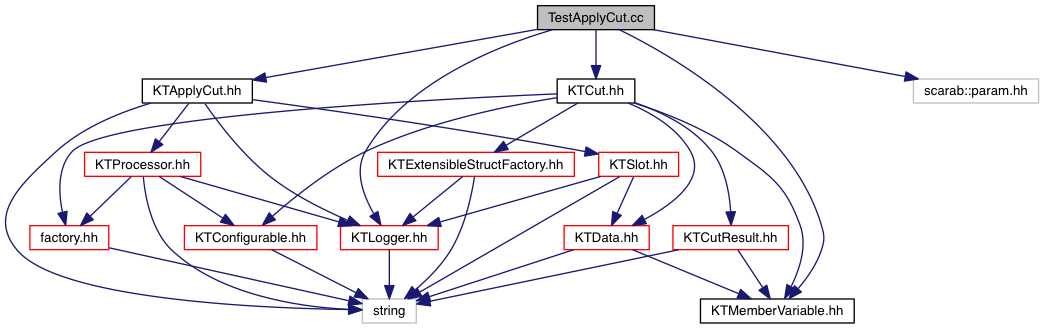 TestApplyCut.cc
KTApplyCut.hh
KTCut.hh
scarab::param.hh
KTProcessor.hh
KTExtensibleStructFactory.hh
KTSlot.hh
factory.hh
KTConfigurable.hh
KTLogger.hh
KTData.hh
KTCutResult.hh
string
KTMemberVariable.hh